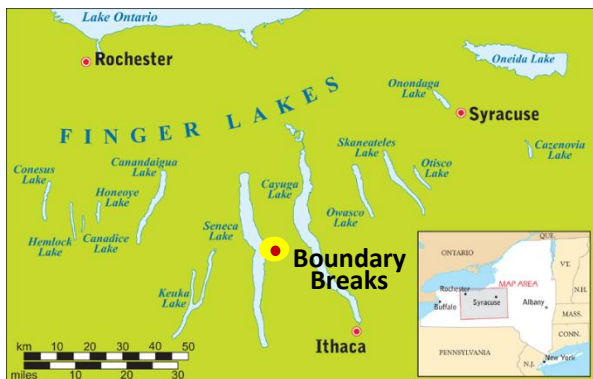 Lake Ontario
Rochester
Oneida Lake
Onondaga
Lake
Syracuse
FINGER LAKES
Cazenovia
Lake
Skaneateles
Lake
Otisco
Lake
Conesus
Lake
Canandaigua
Lake
Honeoye
Lake
Cayuga
Lake
Owasco
Lake
Hemlock
Lake
Canadice
Lake
Seneca
Lake
Boundary
Breaks
Keuka
Lake
Ithaca
km 10 20 30 40 50
miles 10 20 30
ONTARIO
QUE.
VT.
MAP AREA
N.H.
Rochester
Syracuse
Albany
Buffalo
MASS.
CONN.
PENNSYLVANIA
N.J.
New York